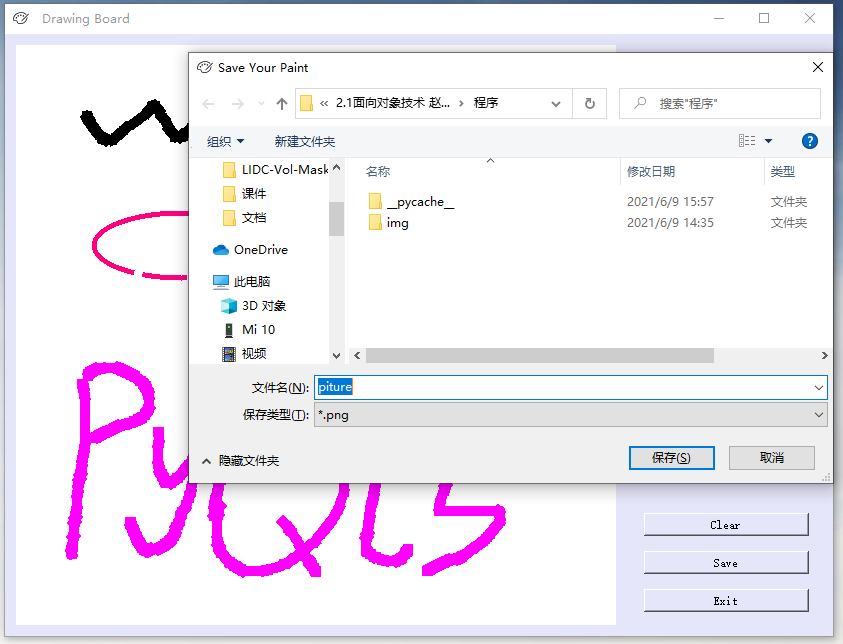 Drawing Board
Save Your Paint
« 2.1面向对象技术 赵... › 程序
搜索"程序"
组织
新建文件夹
LIDC-Vol-Mask
课件
文档
OneDrive
此电脑
3D 对象
Mi 10
视频
名称 修改日期 类型
__pycache__ 2021/6/9 15:57 文件夹
img 2021/6/9 14:35 文件夹
文件名(N): piture
保存类型(T): *.png
隐藏文件夹
保存(S)
取消
PyQt5
Clear
Save
Exit